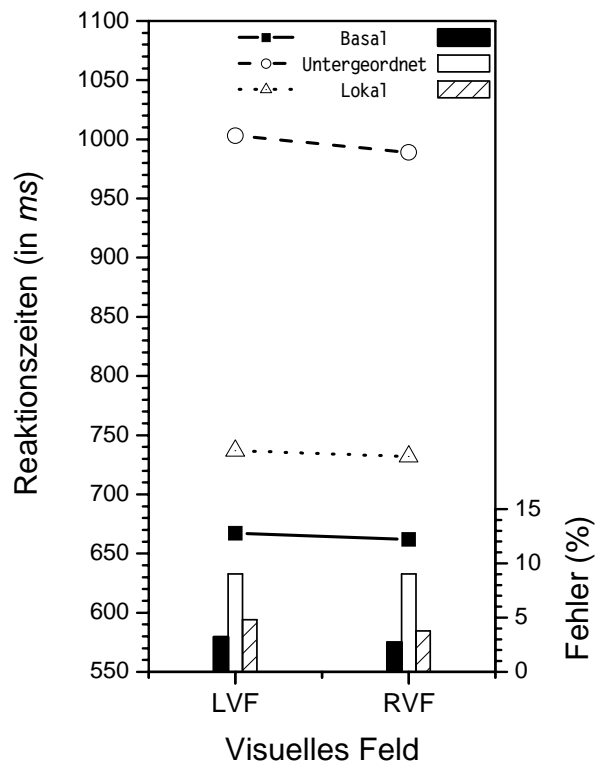 1100
1050
1000
950
900
850
800
750
700
650
600
550
Reaktionszeiten (in ms)
Basal
Untergeordnet
Lokal
15
10
5
0
Fehler (%)
LVF RVF
Visuelles Feld